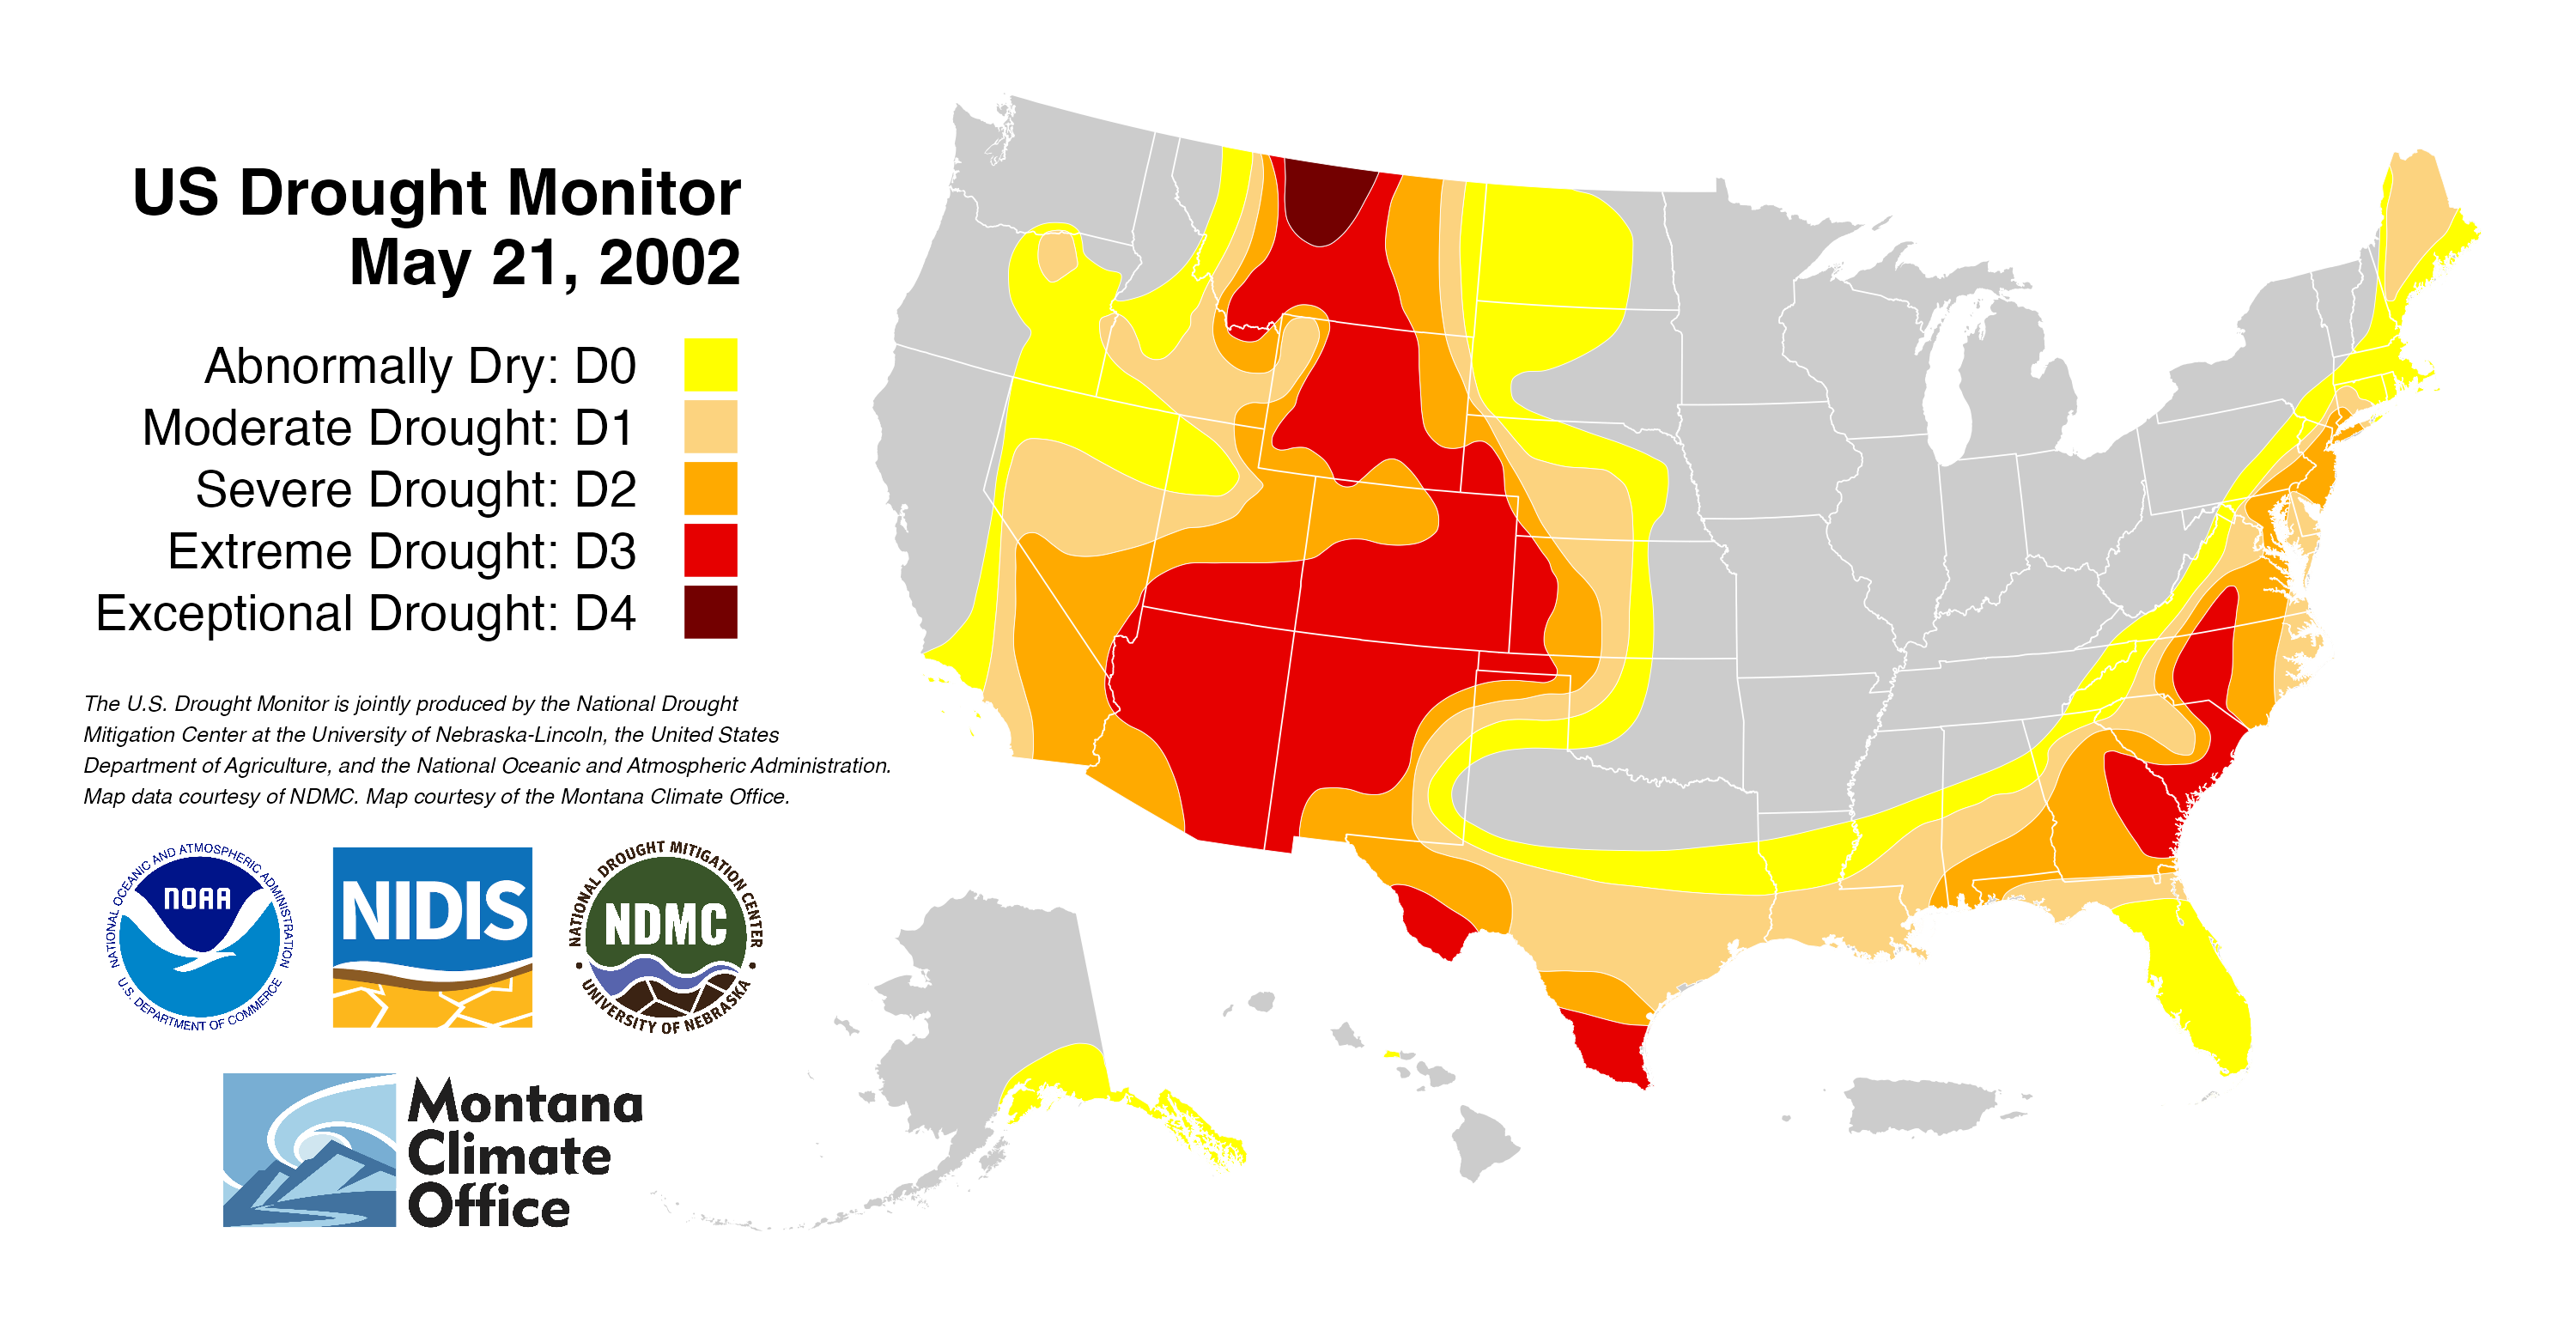 US Drought Monitor
May 21, 2002
Abnormally Dry: D0
Moderate Drought: D1
Severe Drought: D2
Extreme Drought: D3
Exceptional Drought: D4
The U.S. Drought Monitor is jointly produced by the National Drought
Mitigation Center at the University of Nebraska-Lincoln, the United States
Department of Agriculture, and the National Oceanic and Atmospheric Administration.
Map data courtesy of NDMC. Map courtesy of the Montana Climate Office.
NATIONAL OCEANIC AND ATMOSPHERIC ADMINISTRATION
NOAA
U.S. DEPARTMENT OF COMMERCE
NIDIS
NATIONAL DROUGHT MITIGATION CENTER
NDMC
UNIVERSITY OF NEBRASKA
Montana
Climate
Office